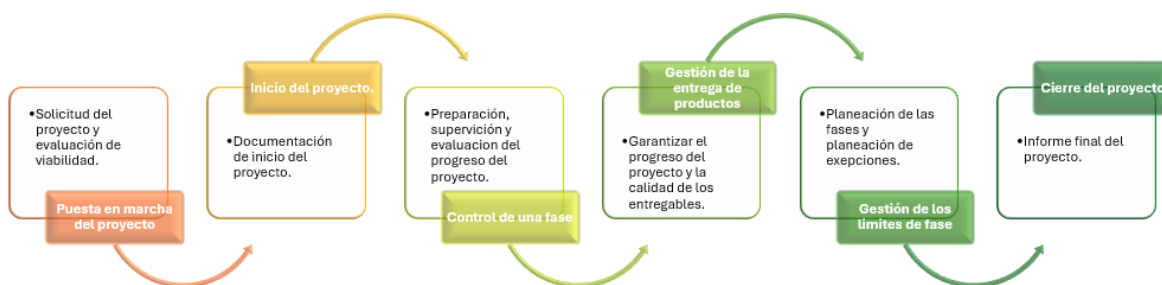 •Solicitud del
proyecto y
evaluación de
viabilidad.
Puesta en marcha
del proyecto
Inicio del proyecto.
•Documentación
de inicio del
proyecto.
•Preparación,
supervición y
evaluacion del
progreso del
proyecto.
Control de una fase
Gestión de la
entrega de
productos
•Garantizar el
progreso del
proyecto y la
calidad de los
entregables.
•Planeación de las
fases y
planeación de
exepciones.
Gestión de los
limites de fase
Cierre del proyecto
•Informe final del
proyecto.